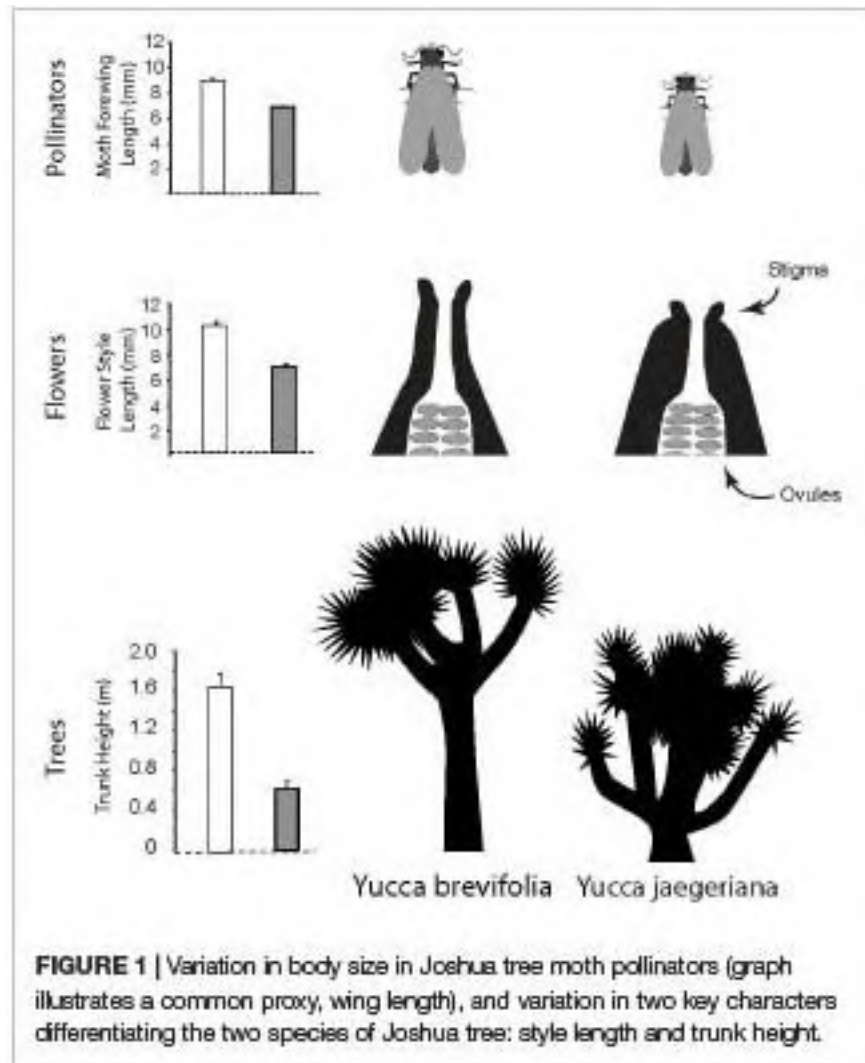 Pollinators
Moth Forewing
Length (mm)
12
10
8
6
4
2
Flowers
Flower Style
Length (mm)
12
10
8
6
4
2
Stigma
Ovules
Trees
Trunk Height (m)
2.0
1.6
1.2
0.8
0.4
0
Yucca brevifolia
Yucca jaegeriana
FIGURE 1 | Variation in body size in Joshua tree moth pollinators (graph
illustrates a common proxy, wing length), and variation in two key characters
differentiating the two species of Joshua tree: style length and trunk height.